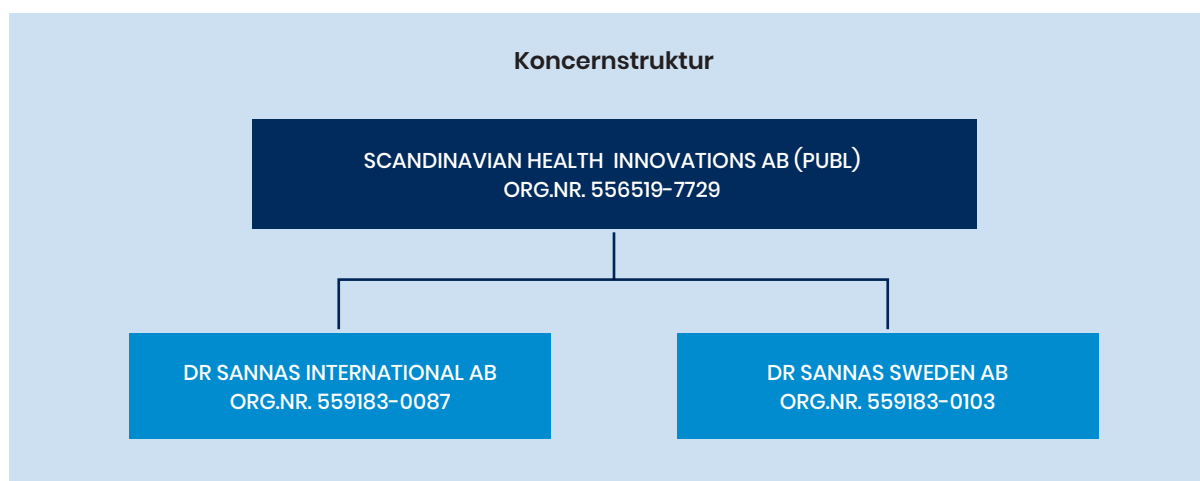 Koncernstruktur
SCANDINAVIAN HEALTH INNOVATIONS AB (PUBL)
ORG.NR. 556519-7729
DR SANNAS INTERNATIONAL AB
ORG.NR. 559183-0087
DR SANNAS SWEDEN AB
ORG.NR. 559183-0103